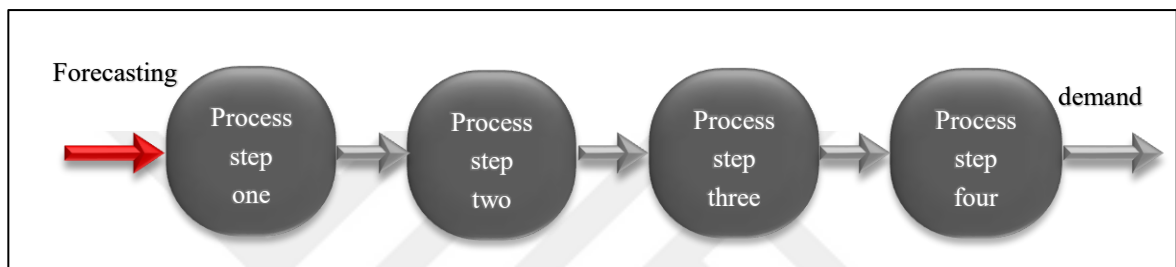 Forecasting
Process
step
one
Process
step
two
Process
step
three
Process
step
four
demand